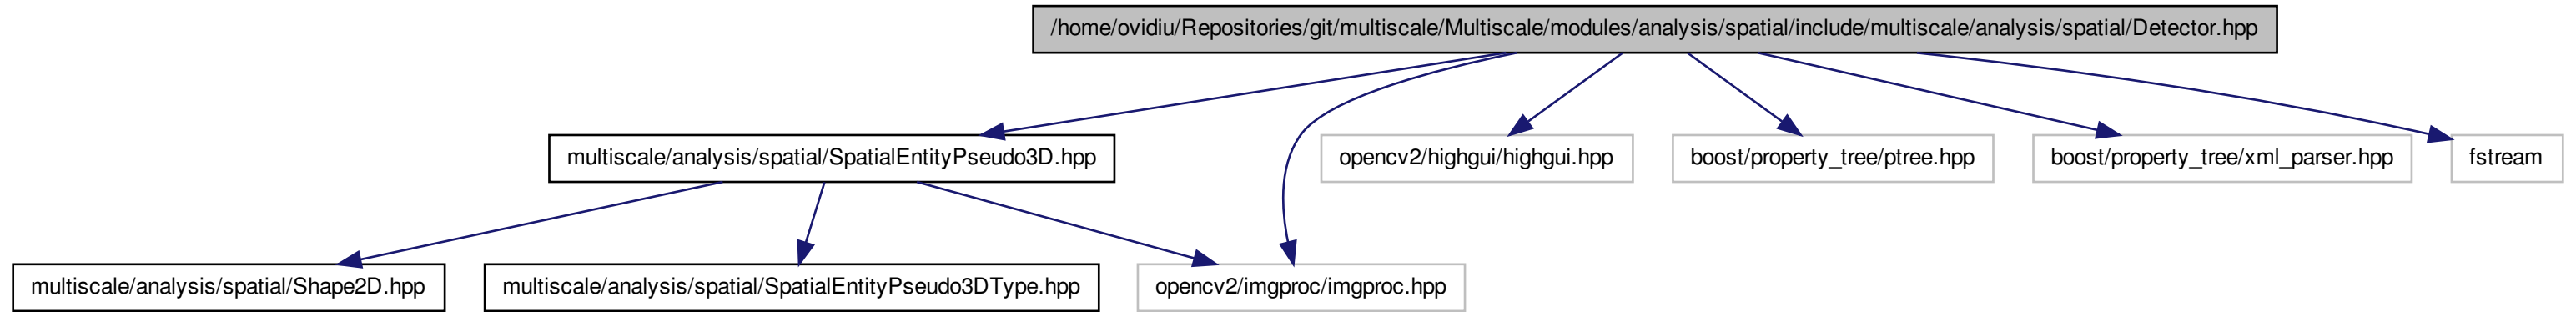 /home/ovidiu/Repositories/git/multiscale/Multiscale/modules/analysis/spatial/include/multiscale/analysis/spatial/Detector.hpp
multiscale/analysis/spatial/SpatialEntityPseudo3D.hpp
opencv2/highgui/highgui.hpp
boost/property_tree/ptree.hpp
boost/property_tree/xml_parser.hpp
fstream
multiscale/analysis/spatial/Shape2D.hpp
multiscale/analysis/spatial/SpatialEntityPseudo3DType.hpp
opencv2/imgproc/imgproc.hpp